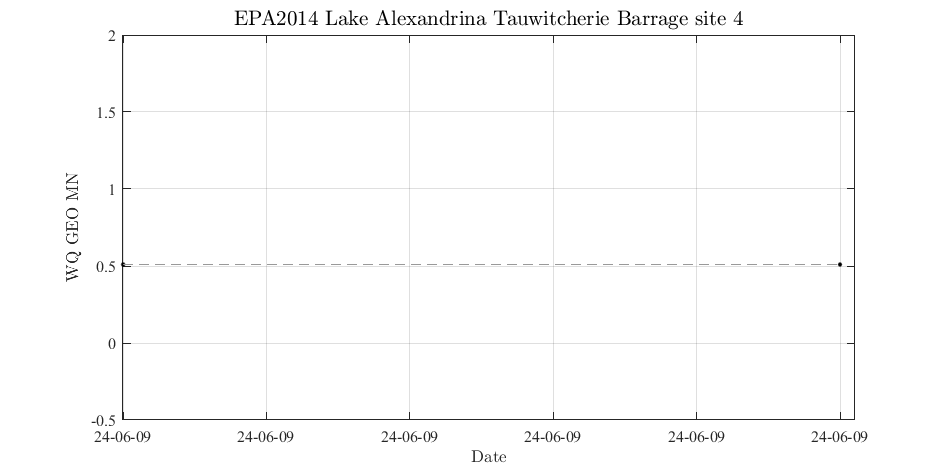 EPA2014 Lake Alexandrina Tauwitcherie Barrage site 4
2
1.5
1
0.5
0
-0.5
WQ GEO MN
24-06-09 24-06-09 24-06-09 24-06-09 24-06-09 24-06-09
Date